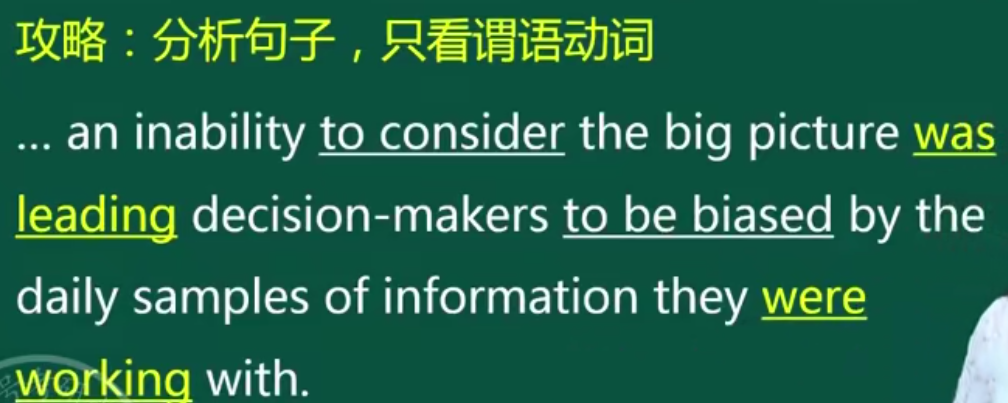 攻略：分析句子，只看谓语动词
... an inability to consider the big picture was
leading decision-makers to be biased by the
daily samples of information they were
working with.